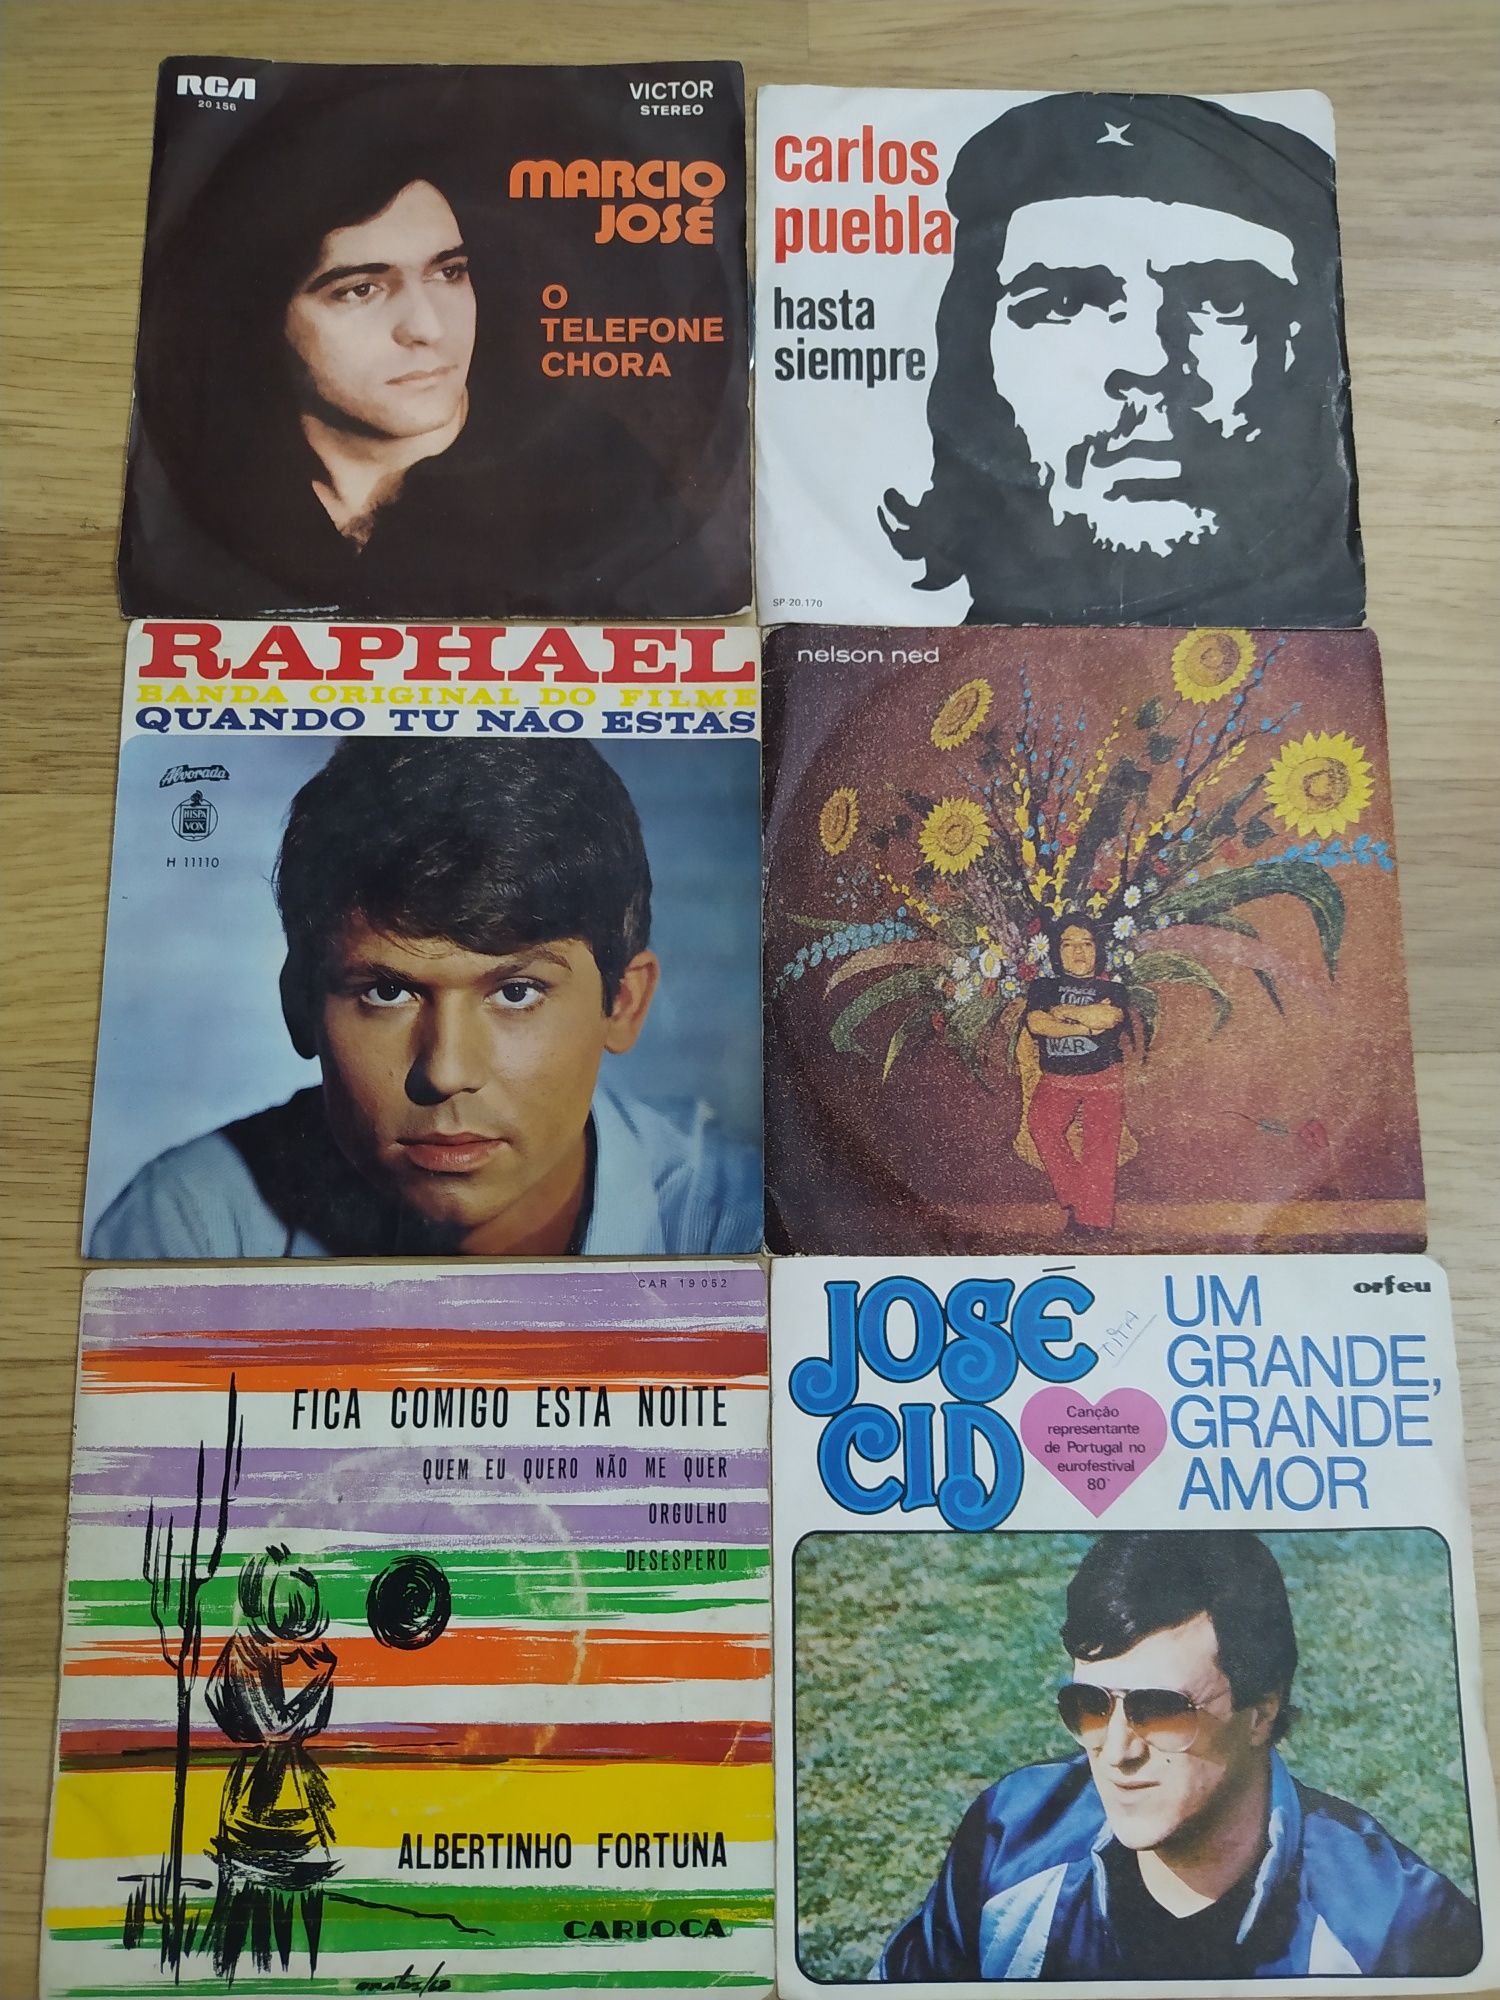 RCA
20 156
VICTOR
STEREO
MARCIO
JOSÉ
O
TELEFONE
CHORA
carlos
puebla
hasta
siempre
SP-20.170
RAPHAEL
BANDA ORIGINAL DO FILME
QUANDO TU NÃO ESTÁS
Alvorada
HISPA
VOX
H 11110
nelson ned
WAR
CAR 19052
FICA COMIGO ESTA NOITE
QUEM EU QUERO NÃO ME QUER
ORGULHO
DESESPERO
ALBERTINHO FORTUNA
CARIOCA
JOSÉ
CID
Canção
representante
de Portugal no
eurofestival
80`
UM
GRANDE,
GRANDE
AMOR
orfeu